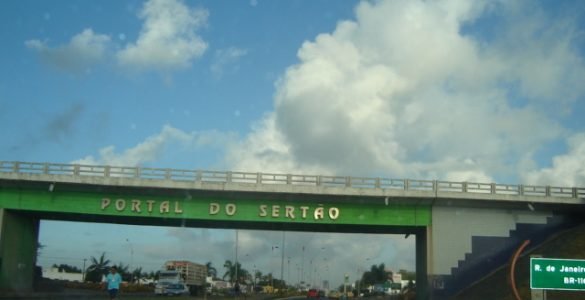 PORTAL DO SERTÃO
R. de Janeiro